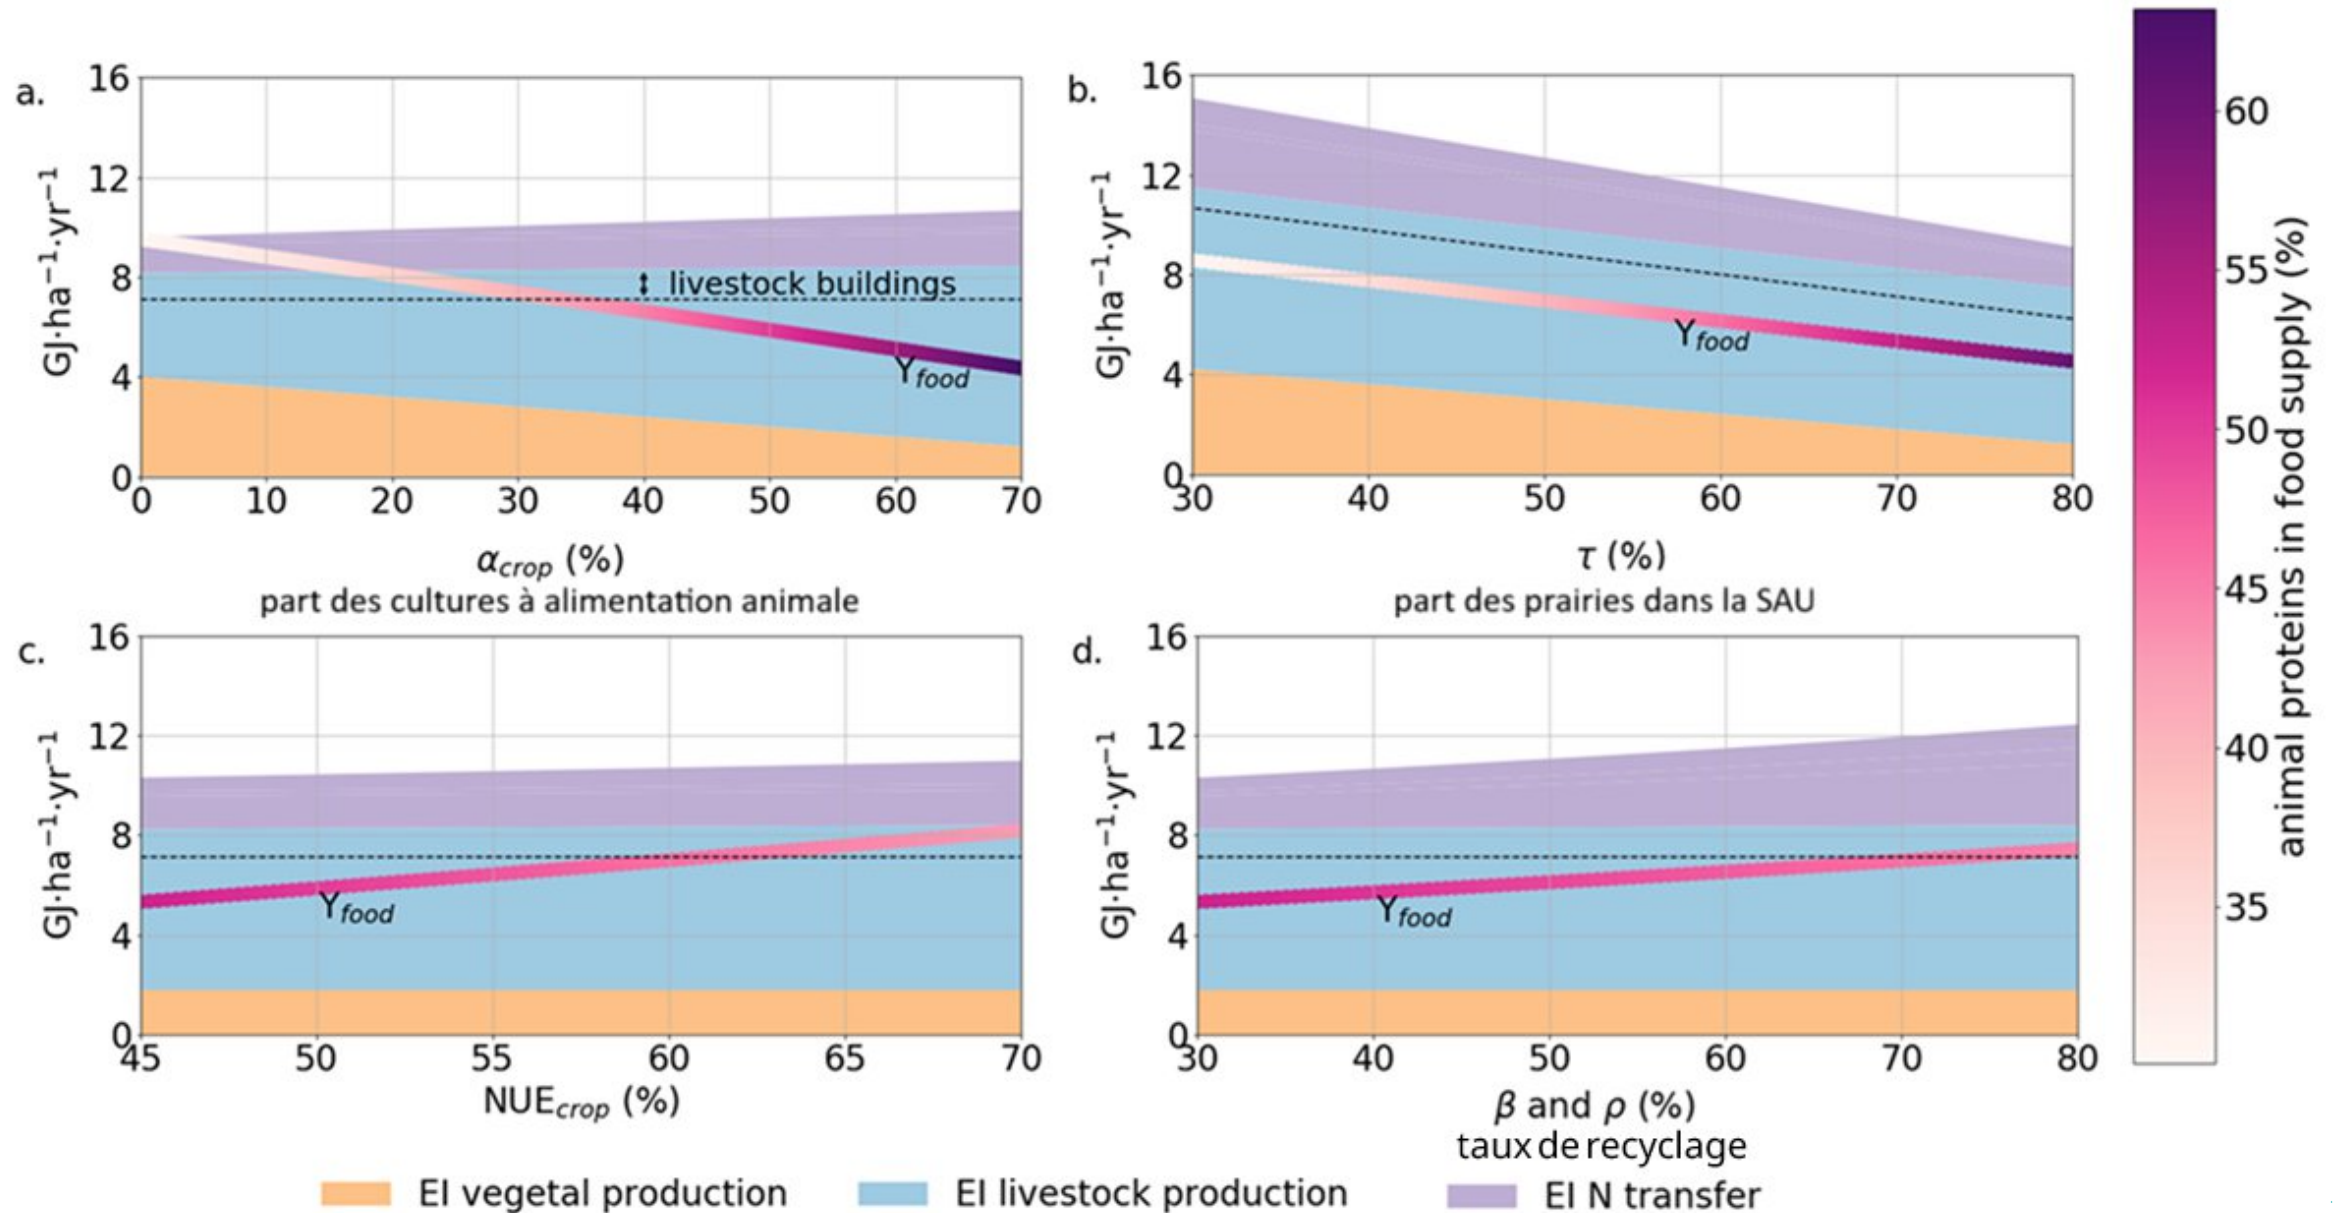 a.
16
12
8
4
0
GJ·ha⁻¹·yr⁻¹
livestock buildings
Y_food
0 10 20 30 40 50 60 70
α_crop (%)
part des cultures à alimentation animale
b.
16
12
8
4
0
GJ·ha⁻¹·yr⁻¹
Y_food
30 40 50 60 70 80
τ (%)
part des prairies dans la SAU
c.
16
12
8
4
0
GJ·ha⁻¹·yr⁻¹
Y_food
45 50 55 60 65 70
NUE_crop (%)
d.
16
12
8
4
0
GJ·ha⁻¹·yr⁻¹
Y_food
30 40 50 60 70 80
β and ρ (%)
taux de recyclage
60
55
50
45
40
35
animal proteins in food supply (%)
EI vegetal production
EI livestock production
EI N transfer